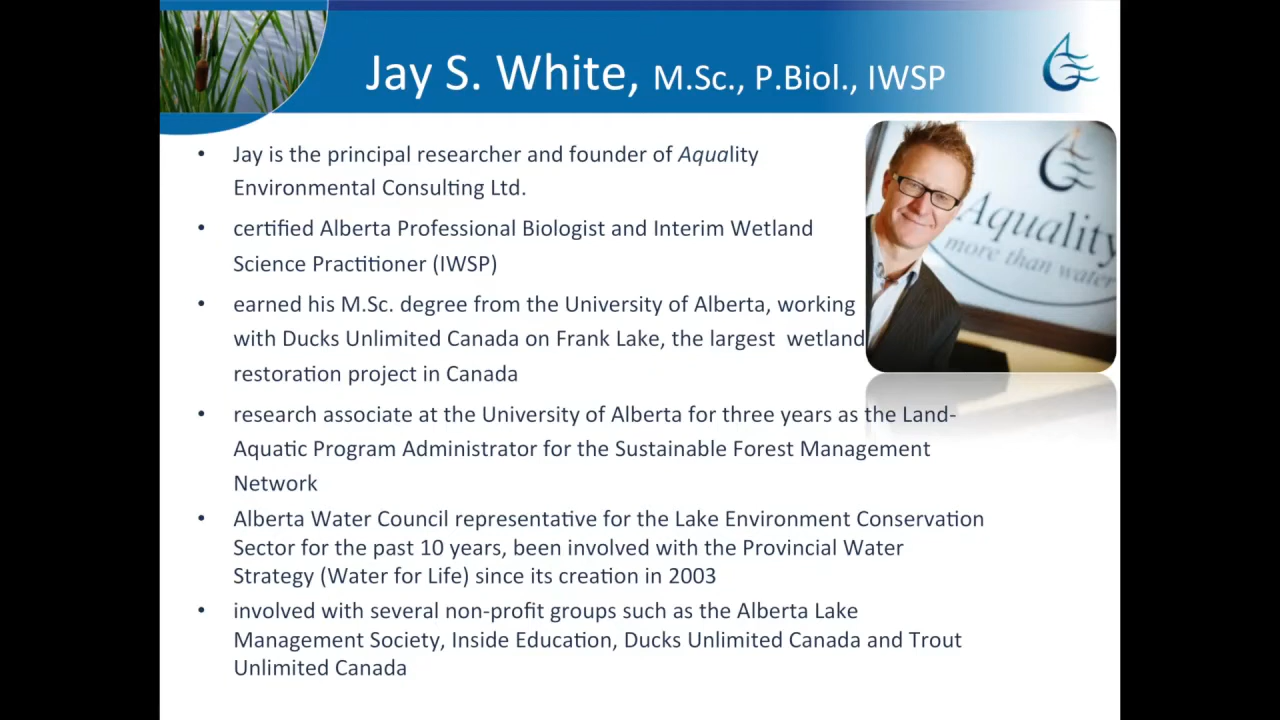 Jay S. White, M.Sc., P.Biol., IWSP
• Jay is the principal researcher and founder of Aquality
Environmental Consulting Ltd.
• certified Alberta Professional Biologist and Interim Wetland
Science Practitioner (IWSP)
• earned his M.Sc. degree from the University of Alberta, working
with Ducks Unlimited Canada on Frank Lake, the largest wetland
restoration project in Canada
• research associate at the University of Alberta for three years as the Land-
Aquatic Program Administrator for the Sustainable Forest Management
Network
• Alberta Water Council representative for the Lake Environment Conservation
Sector for the past 10 years, been involved with the Provincial Water
Strategy (Water for Life) since its creation in 2003
• involved with several non-profit groups such as the Alberta Lake
Management Society, Inside Education, Ducks Unlimited Canada and Trout
Unlimited Canada
Aquality
more than water